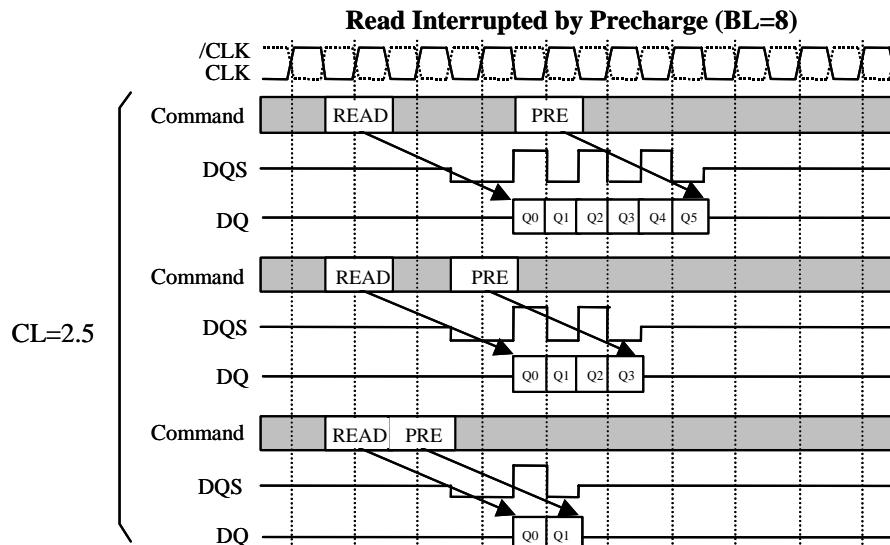 Read Interrupted by Precharge (BL=8)
/CLK
CLK
Command READ PRE
DQS
DQ Q0 Q1 Q2 Q3 Q4 Q5
Command READ PRE
DQS
CL=2.5
DQ Q0 Q1 Q2 Q3
Command READ PRE
DQS
DQ Q0 Q1